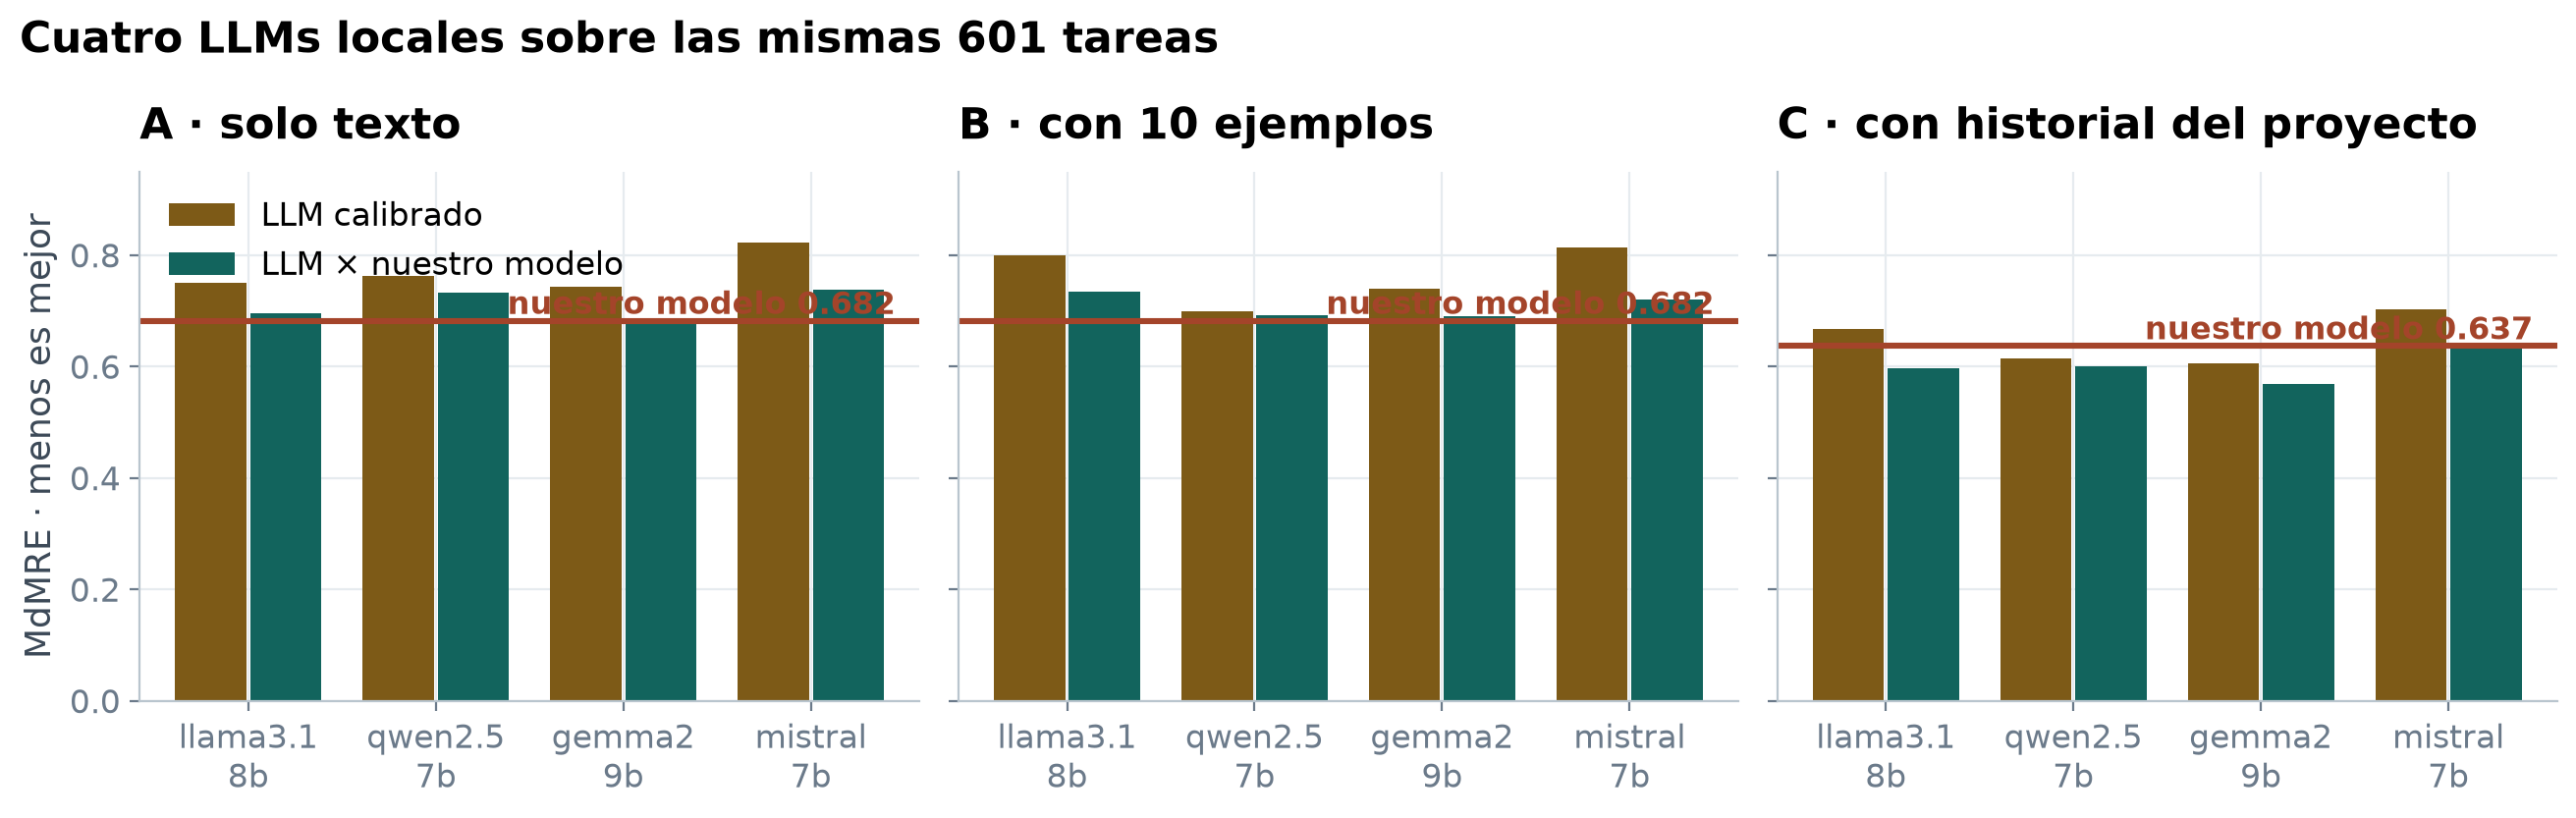 Cuatro LLMs locales sobre las mismas 601 tareas
A · solo texto
LLM calibrado
LLM × nuestro modelo
nuestro modelo 0.682
MdMRE · menos es mejor
0.8
0.6
0.4
0.2
0.0
llama3.1
8b
qwen2.5
7b
gemma2
9b
mistral
7b
B · con 10 ejemplos
nuestro modelo 0.682
llama3.1
8b
qwen2.5
7b
gemma2
9b
mistral
7b
C · con historial del proyecto
nuestro modelo 0.637
llama3.1
8b
qwen2.5
7b
gemma2
9b
mistral
7b